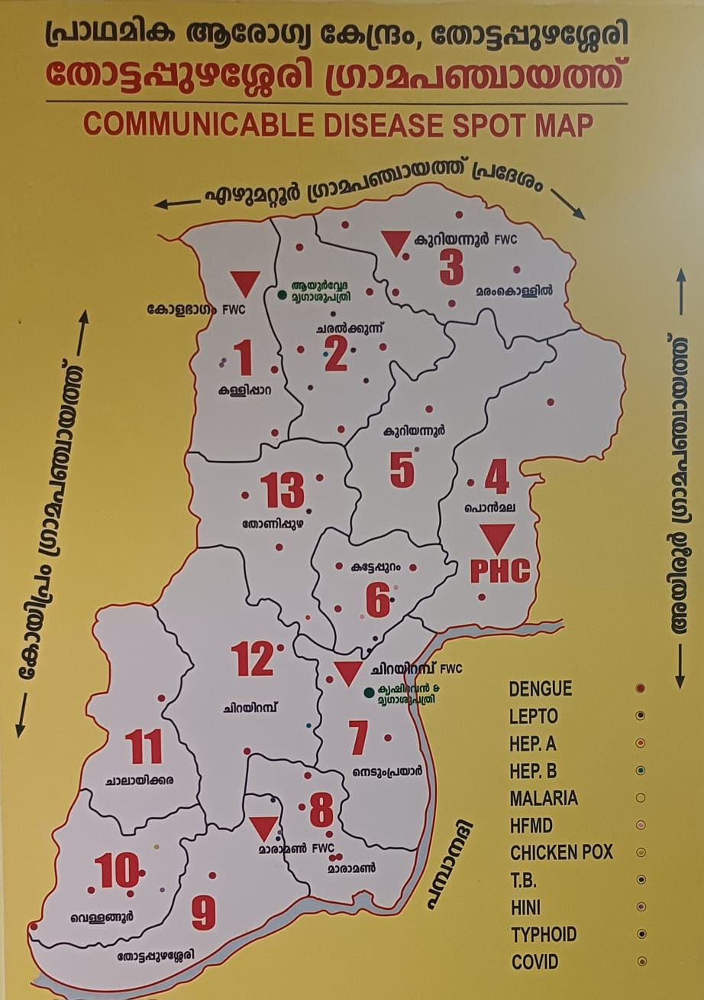 പ്രാഥമിക ആരോഗ്യ കേന്ദ്രം, തോട്ടപ്പുഴശ്ശേരി
തോട്ടപ്പുഴശ്ശേരി ഗ്രാമപഞ്ചായത്ത്
COMMUNICABLE DISEASE SPOT MAP
എഴുമറ്റൂർ ഗ്രാമപഞ്ചായത്ത് പ്രദേശം
കുറിയന്നൂർ FWC
3
മരംകൊള്ളിൽ
ആയുർവ്വേദ
മൃഗാശുപത്രി
കോളഭാഗം FWC
ചരൽക്കുന്ന്
1
2
കള്ളിപ്പാറ
കോയിപ്രം ഗ്രാമപഞ്ചായത്ത്
അയിരൂർ ഗ്രാമപഞ്ചായത്ത്
കുറിയന്നൂർ
5
4
പൊൻമല
PHC
13
തോണിപ്പുഴ
കട്ടേപ്പുറം
6
12
ചിറയിറമ്പ്
ചിറയിറമ്പ് FWC
കൃഷിഭവൻ &
മൃഗാശുപത്രി
7
നെടുംപ്രയാർ
11
ചാലായിക്കര
8
മാരാമൺ FWC
മാരാമൺ
10
വെള്ളങ്ങൂർ
9
തോട്ടപ്പുഴശ്ശേരി
പമ്പാനദി
DENGUE
LEPTO
HEP. A
HEP. B
MALARIA
HFMD
CHICKEN POX
T.B.
HINI
TYPHOID
COVID